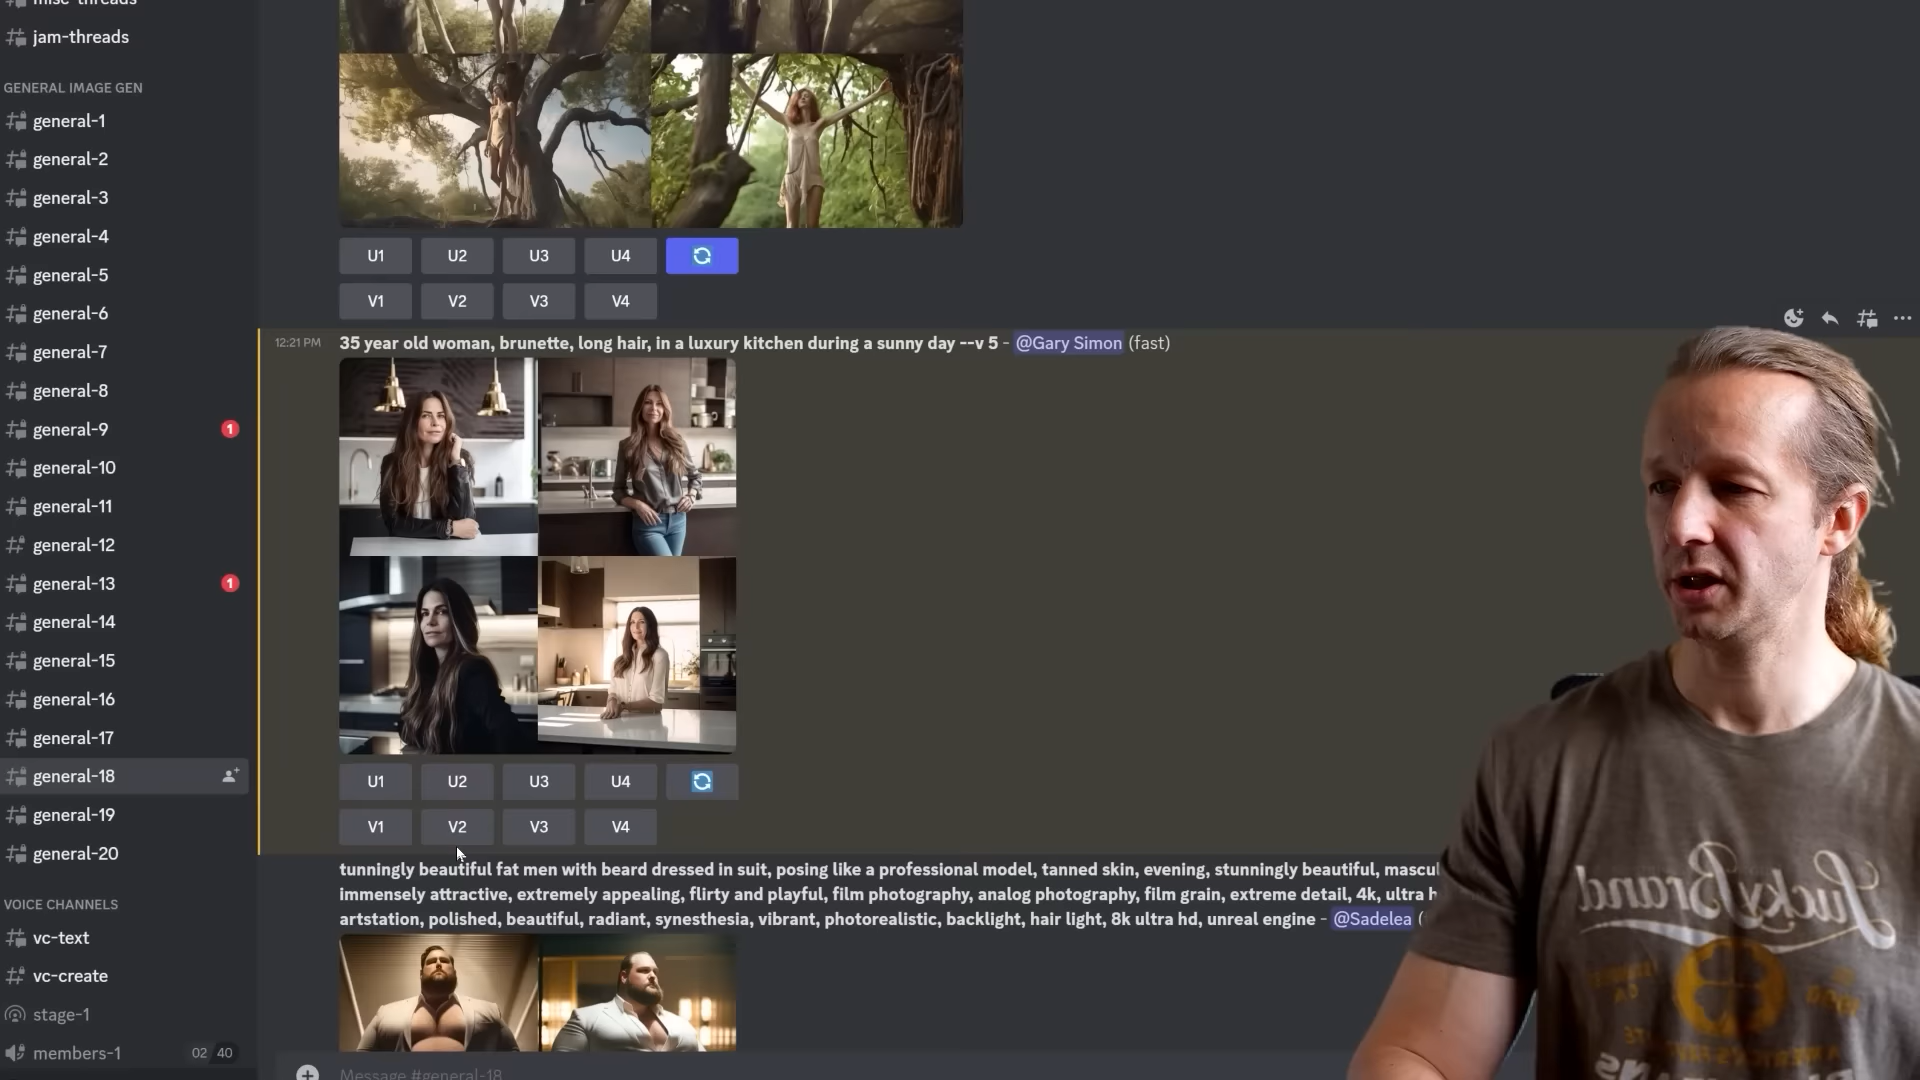 misc-threads
jam-threads
GENERAL IMAGE GEN
general-1
general-2
general-3
general-4
general-5
general-6
general-7
general-8
general-9 1
general-10
general-11
general-12
general-13 1
general-14
general-15
general-16
general-17
general-18
general-19
general-20
VOICE CHANNELS
vc-text
vc-create
stage-1
members-1 02 40
U1 U2 U3 U4
V1 V2 V3 V4
12:21 PM 35 year old woman, brunette, long hair, in a luxury kitchen during a sunny day --v 5 - @Gary Simon (fast)
U1 U2 U3 U4
V1 V2 V3 V4
tunningly beautiful fat men with beard dressed in suit, posing like a professional model, tanned skin, evening, stunningly beautiful, mascul
immensely attractive, extremely appealing, flirty and playful, film photography, analog photography, film grain, extreme detail, 4k, ultra h
artstation, polished, beautiful, radiant, synesthesia, vibrant, photorealistic, backlight, hair light, 8k ultra hd, unreal engine - @Sadelea (
Message #general-18
Lucky Brand